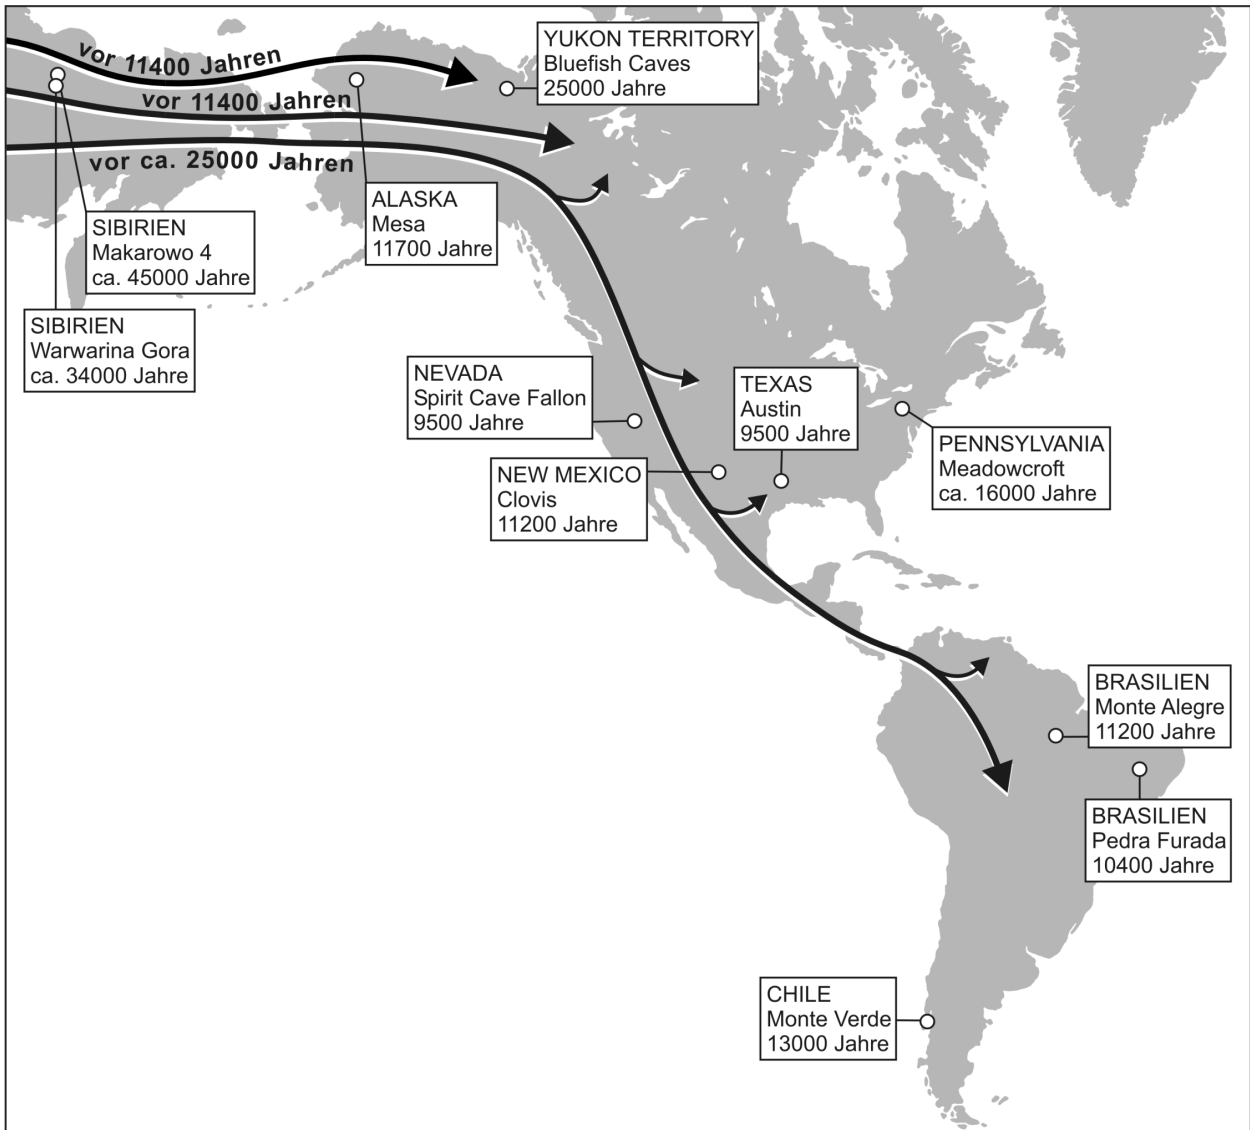 vor 11400 Jahren
vor 11400 Jahren
vor ca. 25000 Jahren
YUKON TERRITORY
Bluefish Caves
25000 Jahre
ALASKA
Mesa
11700 Jahre
SIBIRIEN
Makarowo 4
ca. 45000 Jahre
SIBIRIEN
Warwarina Gora
ca. 34000 Jahre
NEVADA
Spirit Cave Fallon
9500 Jahre
TEXAS
Austin
9500 Jahre
PENNSYLVANIA
Meadowcroft
ca. 16000 Jahre
NEW MEXICO
Clovis
11200 Jahre
BRASILIEN
Monte Alegre
11200 Jahre
BRASILIEN
Pedra Furada
10400 Jahre
CHILE
Monte Verde
13000 Jahre